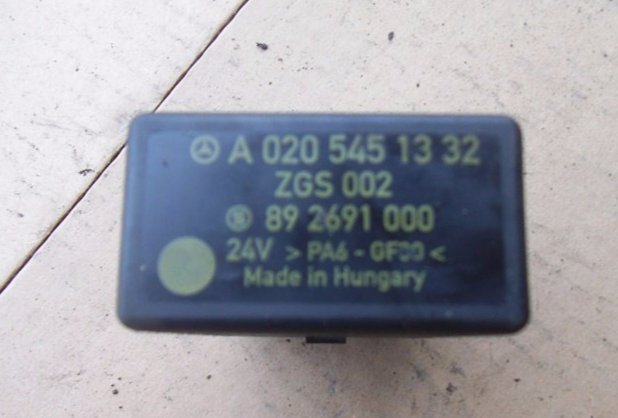 A 020 545 13 32
ZGS 002
89 2691 000
24V > PA6 - GF30 <
Made in Hungary